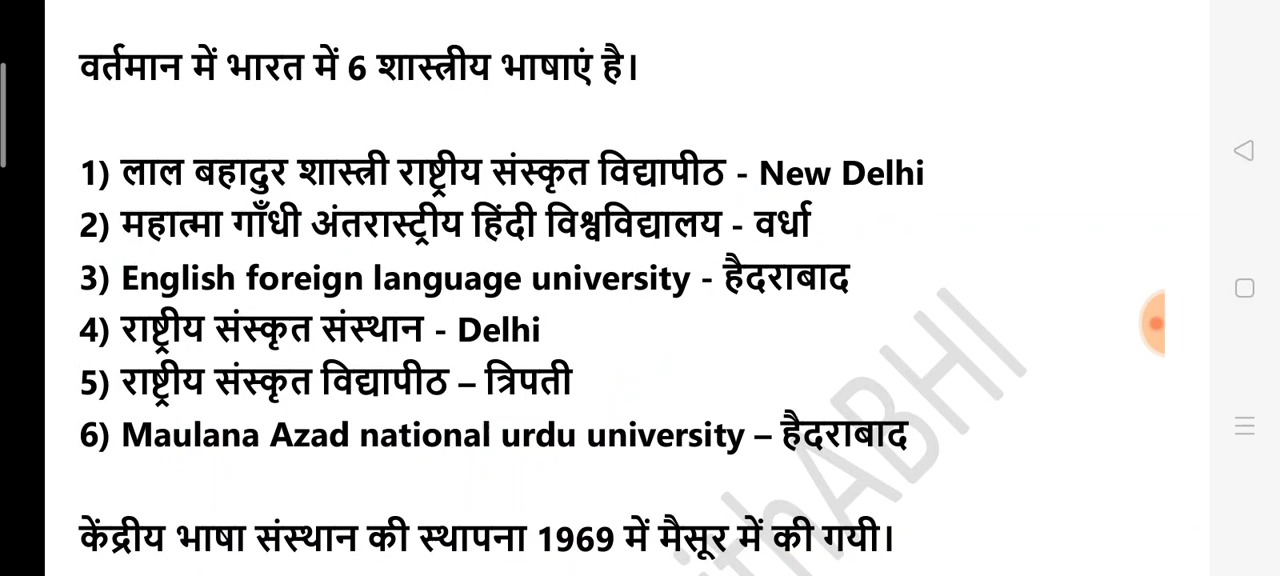 वर्तमान में भारत में 6 शास्त्रीय भाषाएं है।
1) लाल बहादुर शास्त्री राष्ट्रीय संस्कृत विद्यापीठ - New Delhi
2) महात्मा गाँधी अंतरास्ट्रीय हिंदी विश्वविद्यालय - वर्धा
3) English foreign language university - हैदराबाद
4) राष्ट्रीय संस्कृत संस्थान - Delhi
5) राष्ट्रीय संस्कृत विद्यापीठ – त्रिपती
6) Maulana Azad national urdu university – हैदराबाद
केंद्रीय भाषा संस्थान की स्थापना 1969 में मैसूर में की गयी।
ithABHI